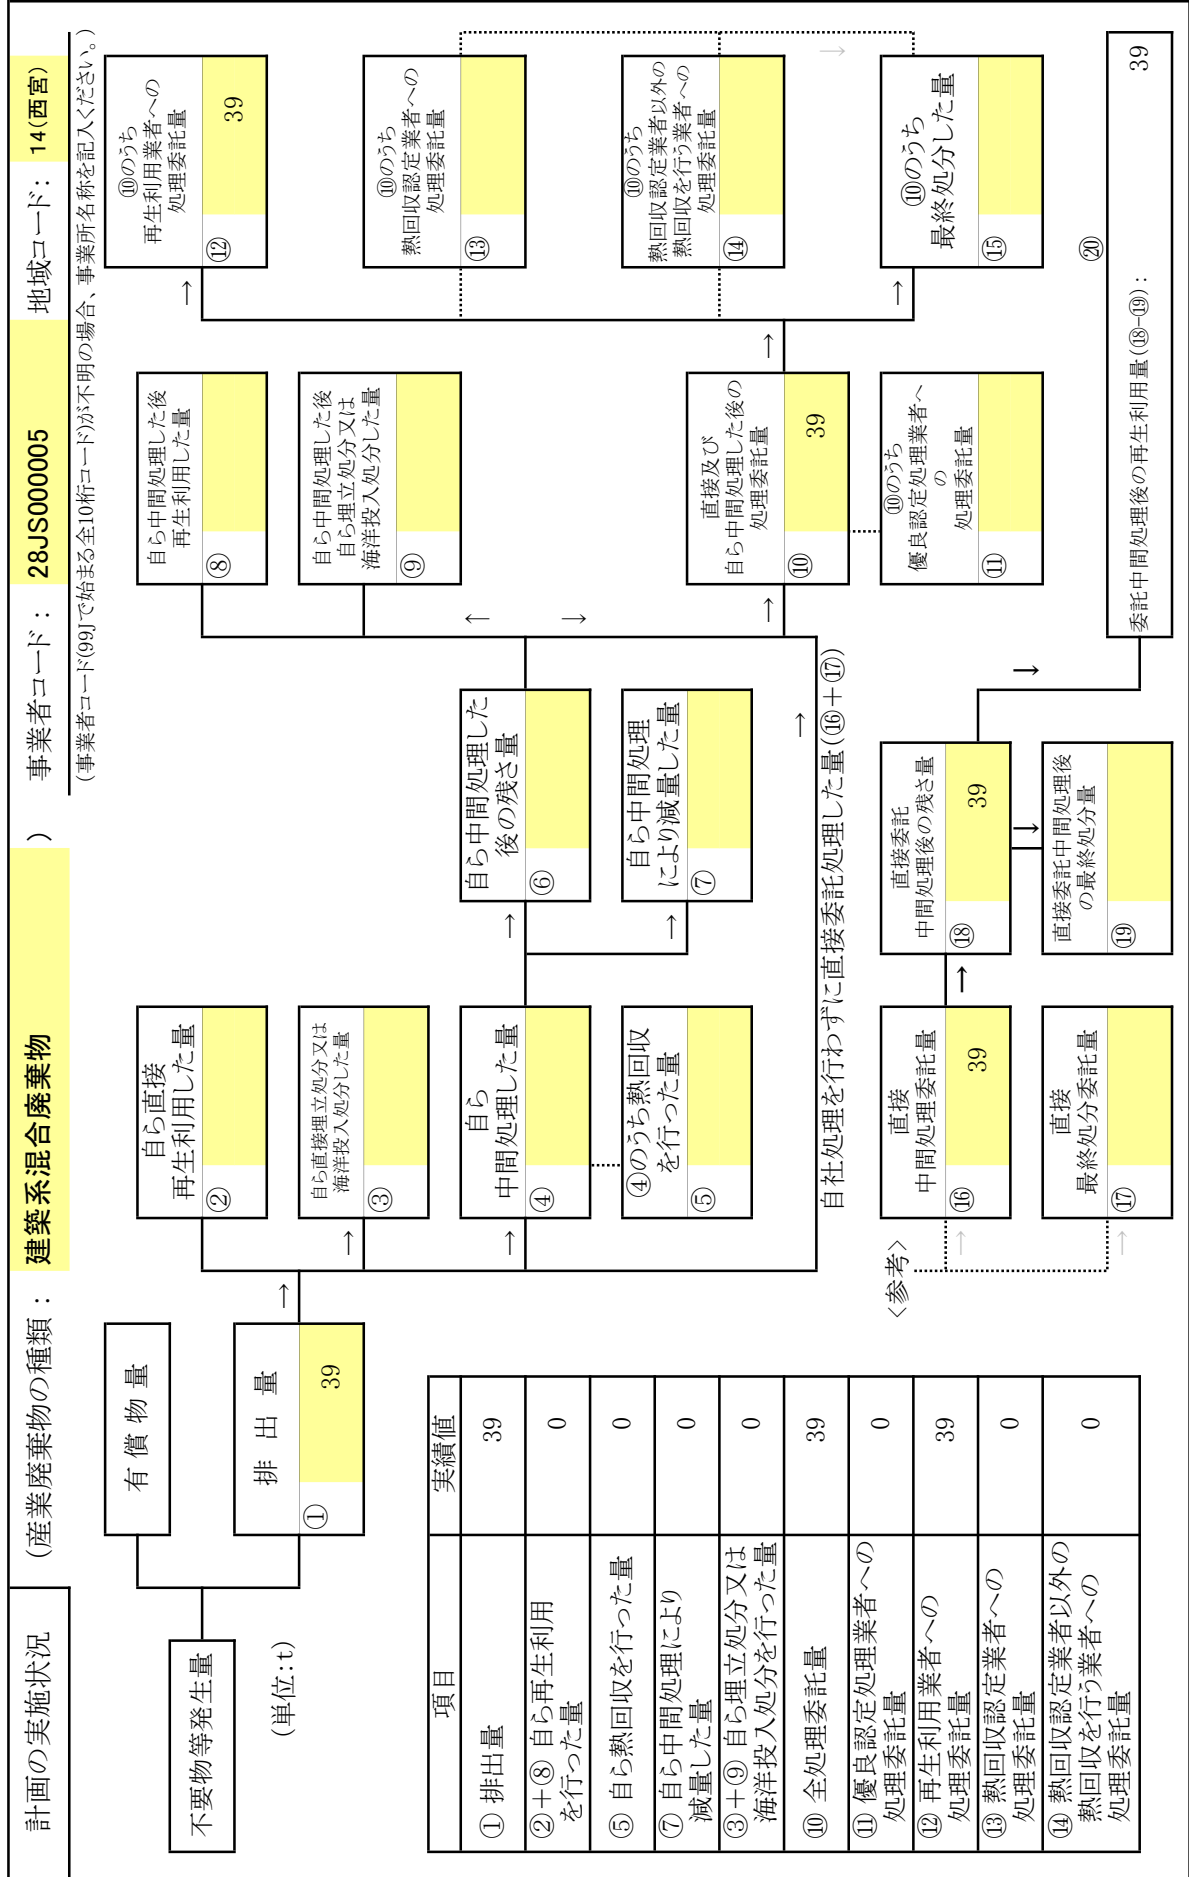 計画の実施状況
(産業廃棄物の種類：
建築系混合廃棄物
)
事業者コード：
28JS000005
地域コード：
14(西宮)
(事業者コード(99Jで始まる全10桁コード)が不明の場合、事業所名称を記入ください。)
不要物等発生量
(単位:t)
有 償 物 量
排 出 量
①
39
→
自ら直接
再生利用した量
②
→
自ら直接埋立処分又は
海洋投入処分した量
③
→
自ら
中間処理した量
④
④のうち熱回収
を行った量
⑤
→
自ら中間処理した
後の残さ量
⑥
→
自ら中間処理
により減量した量
⑦
自ら中間処理した後
再生利用した量
⑧
自ら中間処理した後
自ら埋立処分又は
海洋投入処分した量
⑨
↑
↓
→
自社処理を行わずに直接委託処理した量(⑯＋⑰)
→
直接及び
自ら中間処理した後の
処理委託量
⑩
39
⑩のうち
優良認定処理業者へ
の
処理委託量
⑪
→
→
⑩のうち
再生利用業者への
処理委託量
⑫
39
⑩のうち
熱回収認定業者への
処理委託量
⑬
⑩のうち
熱回収認定業者以外の
熱回収を行う業者への
処理委託量
⑭
↓
→
⑩のうち
最終処分した量
⑮
＜参考＞
→
直接
中間処理委託量
⑯
39
→
直接
最終処分委託量
⑰
→
直接委託
中間処理後の残さ量
⑱
39
↓
直接委託中間処理後
の最終処分量
⑲
↓
⑳
委託中間処理後の再生利用量(⑱-⑲)：
39
項目
実績値
① 排出量
39
②＋⑧ 自ら再生利用
を行った量
0
⑤ 自ら熱回収を行った量
0
⑦ 自ら中間処理により
減量した量
0
③＋⑨ 自ら埋立処分又は
海洋投入処分を行った量
0
⑩ 全処理委託量
39
⑪ 優良認定処理業者への
処理委託量
0
⑫ 再生利用業者への
処理委託量
39
⑬ 熱回収認定業者への
処理委託量
0
⑭ 熱回収認定業者以外の
熱回収を行う業者への
処理委託量
0